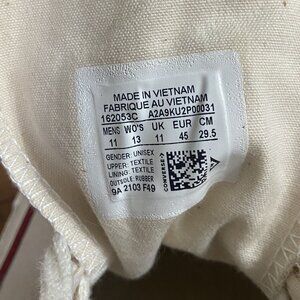 MADE IN VIETNAM
FABRIQUE AU VIETNAM
162053C A2A9KU2P00031
MENS WO'S UK EUR CM
11 13 11 45 29.5
GENDER: UNISEX
UPPER: TEXTILE
LINING: TEXTILE
OUTSOLE: RUBBER
9A 2103 F49
CONVERSE